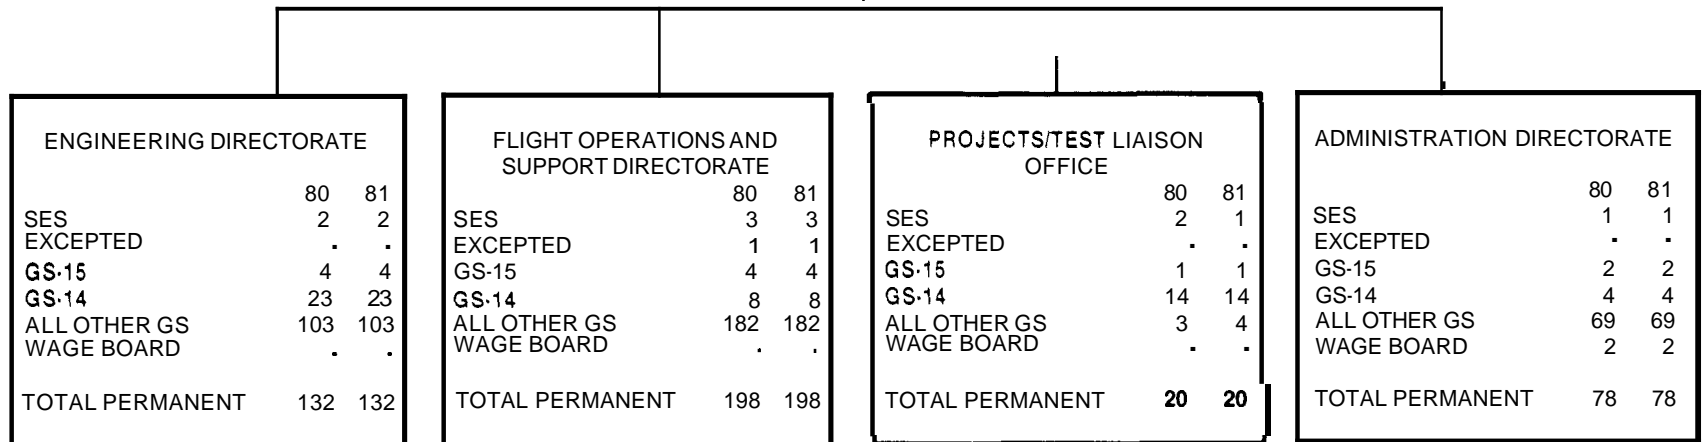 ENGINEERING DIRECTORATE
80 81
SES 2 2
EXCEPTED - -
GS-15 4 4
GS-14 23 23
ALL OTHER GS 103 103
WAGE BOARD - -
TOTAL PERMANENT 132 132
FLIGHT OPERATIONS AND
SUPPORT DIRECTORATE
80 81
SES 3 3
EXCEPTED 1 1
GS-15 4 4
GS-14 8 8
ALL OTHER GS 182 182
WAGE BOARD - -
TOTAL PERMANENT 198 198
PROJECTS/TEST LIAISON
OFFICE
80 81
SES 2 1
EXCEPTED - -
GS-15 1 1
GS-14 14 14
ALL OTHER GS 3 4
WAGE BOARD - -
TOTAL PERMANENT 20 20
ADMINISTRATION DIRECTORATE
80 81
SES 1 1
EXCEPTED - -
GS-15 2 2
GS-14 4 4
ALL OTHER GS 69 69
WAGE BOARD 2 2
TOTAL PERMANENT 78 78